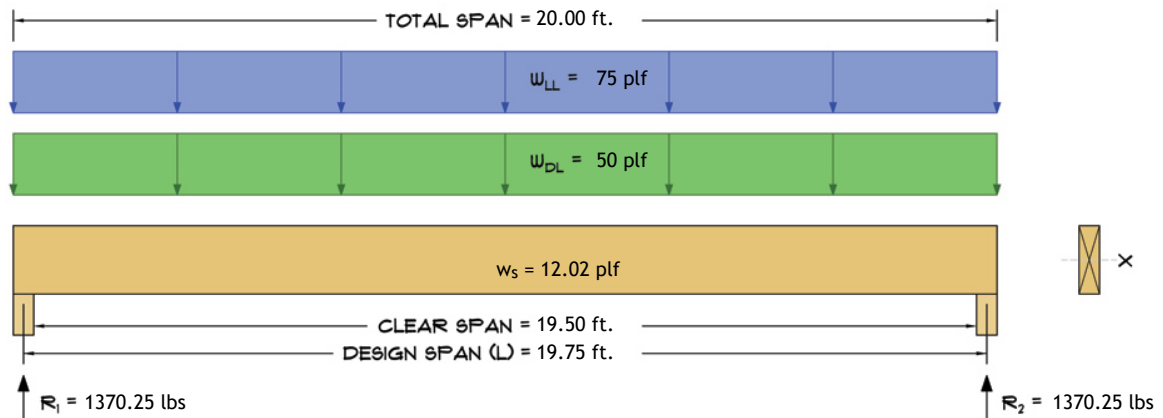 TOTAL SPAN = 20.00 ft.
WLL = 75 plf
WDL = 50 plf
ws = 12.02 plf
X
CLEAR SPAN = 19.50 ft.
DESIGN SPAN (L) = 19.75 ft.
R1 = 1370.25 lbs
R2 = 1370.25 lbs